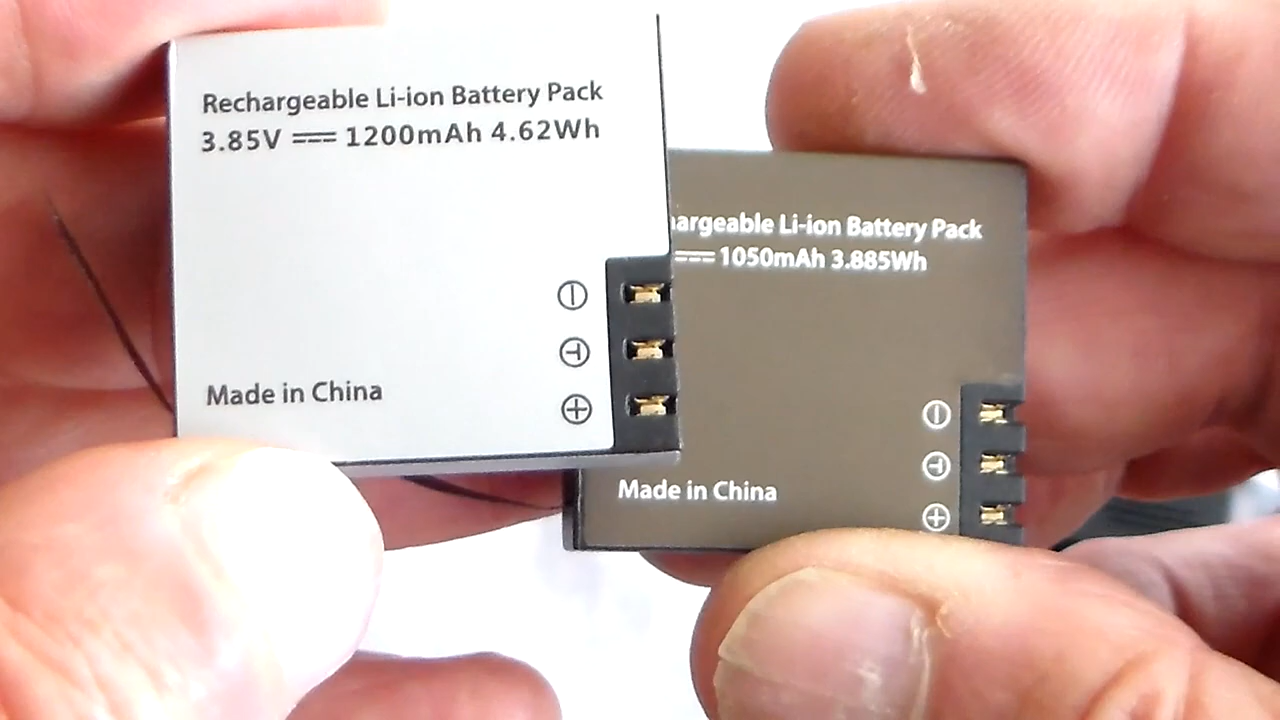 Rechargeable Li-ion Battery Pack
3.85V ⎓ 1200mAh 4.62Wh
Made in China
hargeable Li-ion Battery Pack
⎓ 1050mAh 3.885Wh
Made in China